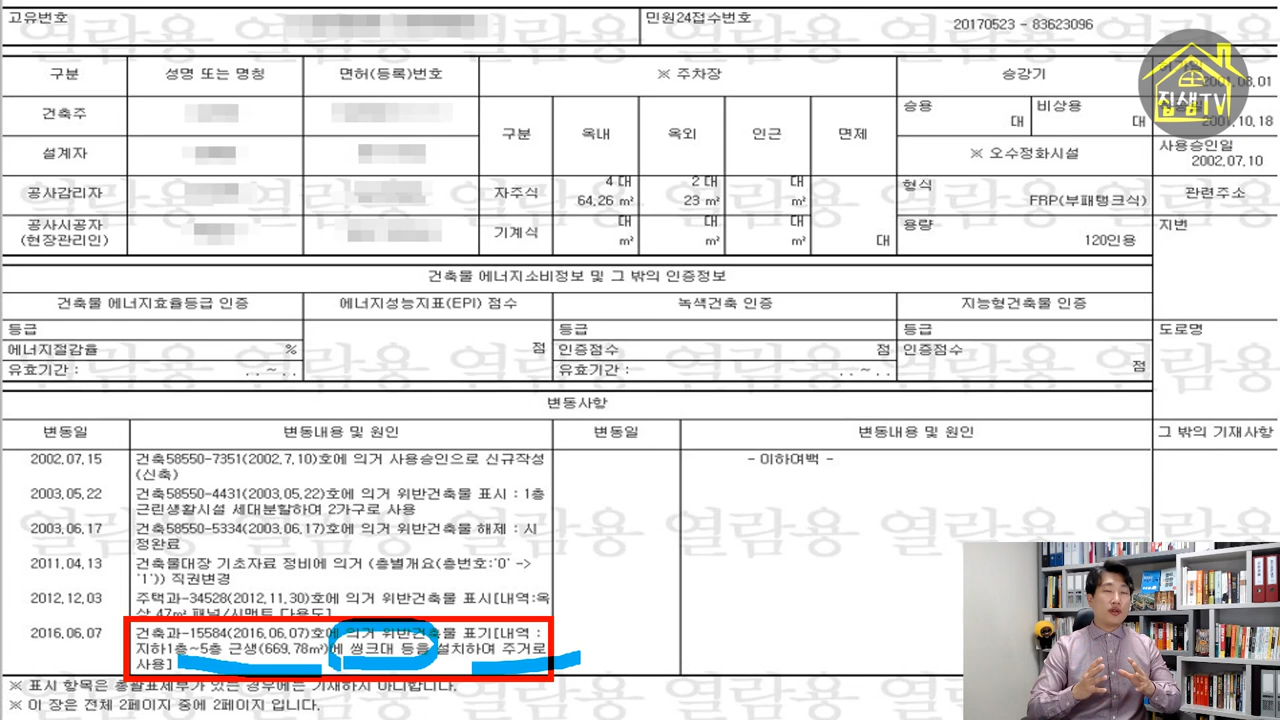 고유번호
민원24접수번호
20170523 - 83623096
집샘TV
구분
성명 또는 명칭
면허(등록)번호
※ 주차장
승강기
2001.08.01
건축주
구분
옥내
옥외
인근
면제
승용
대
비상용
대
2001.10.18
설계자
※ 오수정화시설
사용승인일
2002.07.10
공사감리자
자주식
4 대
64.26 ㎡
2 대
23 ㎡
대
㎡
형식
FRP(부패탱크식)
관련주소
공사시공자
(현장관리인)
기계식
대
㎡
대
㎡
대
㎡
대
용량
120인용
지번
건축물 에너지소비정보 및 그 밖의 인증정보
건축물 에너지효율등급 인증
에너지성능지표(EPI) 점수
녹색건축 인증
지능형건축물 인증
등급
등급
등급
도로명
에너지절감율
%
점
인증점수
점
인증점수
점
유효기간 :
. . ~ . .
유효기간 :
. . ~ . .
변동사항
변동일
변동내용 및 원인
변동일
변동내용 및 원인
그 밖의 기재사항
2002.07.15
건축58550-7351(2002.7.10)호에 의거 사용승인으로 신규작성
(신축)
- 이하여백 -
2003.05.22
건축58550-4431(2003.05.22)호에 의거 위반건축물 표시 : 1층
근린생활시설 세대분할하여 2가구로 사용
2003.06.17
건축58550-5334(2003.06.17)호에 의거 위반건축물 해제 : 시
정완료
2011.04.13
건축물대장 기초자료 정비에 의거 (층별개요(층번호:'0' ->
'1')) 직권변경
2012.12.03
주택과-34528(2012.11.30)호에 의거 위반건축물 표시[내역:옥
상 47㎡ 패널/시멘트 다용도]
2016.06.07
건축과-15584(2016.06.07)호에 의거 위반건축물 표기[내역 :
지하1층~5층 근생(669.78㎡)에 씽크대 등을 설치하며 주거로
사용]
※ 표시 항목은 총괄표제부가 있는 경우에는 기재하지 아니합니다.
※ 이 장은 전체 2페이지 중에 2페이지 입니다.
열람용 열람용 열람용 열람용